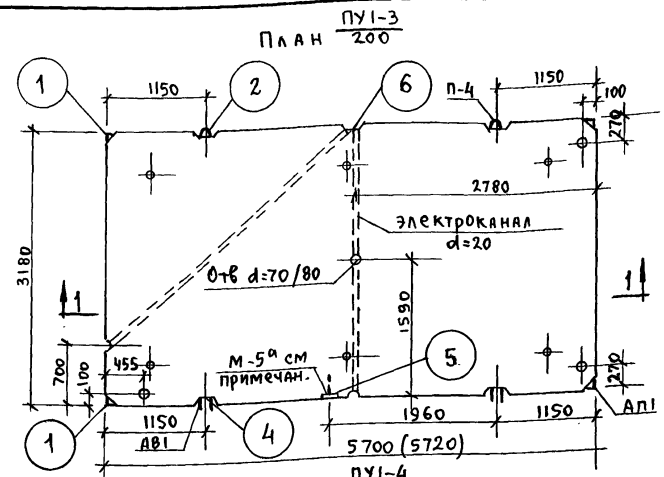 План ПУ1-3
200
1
1150
2
6
П-4
1150
100
270
2780
электроканал
d=20
3180
Отв d=70/80
1
1
1590
700
100
455
М-5а см
примечан.
5
270
1
1150
АВ1
4
1960
1150
АП1
5700 (5720)
ПУ1-4